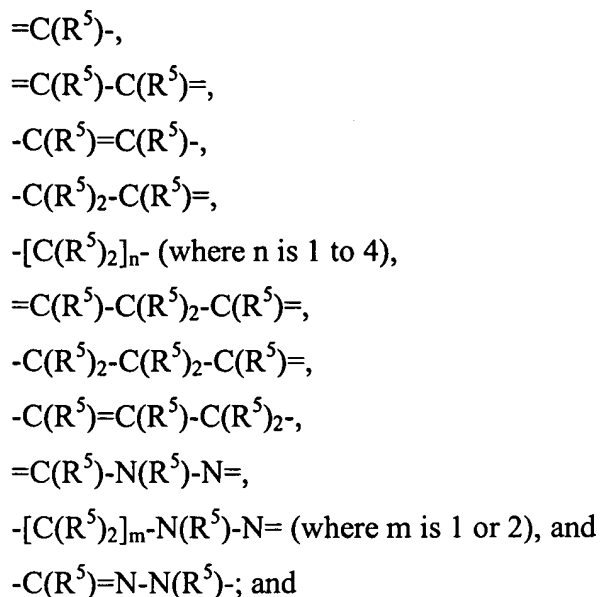 =C(R⁵)-,
=C(R⁵)-C(R⁵)=,
-C(R⁵)=C(R⁵)-,
-C(R⁵)₂-C(R⁵)=,
-[C(R⁵)₂]ₙ- (where n is 1 to 4),
=C(R⁵)-C(R⁵)₂-C(R⁵)=,
-C(R⁵)₂-C(R⁵)₂-C(R⁵)=,
-C(R⁵)=C(R⁵)-C(R⁵)₂-,
=C(R⁵)-N(R⁵)-N=,
-[C(R⁵)₂]ₘ-N(R⁵)-N= (where m is 1 or 2), and
-C(R⁵)=N-N(R⁵)-; and